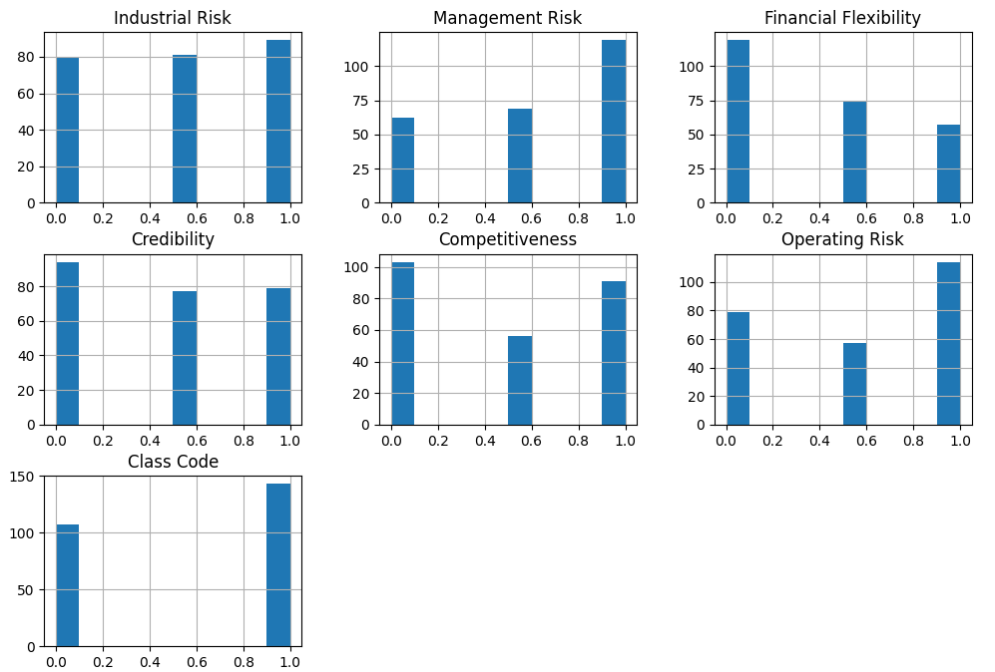 Industrial Risk
80
60
40
20
0
0.0 0.2 0.4 0.6 0.8 1.0
Management Risk
100
75
50
25
0
0.0 0.2 0.4 0.6 0.8 1.0
Financial Flexibility
100
75
50
25
0
0.0 0.2 0.4 0.6 0.8 1.0
Credibility
80
60
40
20
0
0.0 0.2 0.4 0.6 0.8 1.0
Competitiveness
100
80
60
40
20
0
0.0 0.2 0.4 0.6 0.8 1.0
Operating Risk
100
80
60
40
20
0
0.0 0.2 0.4 0.6 0.8 1.0
Class Code
150
100
50
0
0.0 0.2 0.4 0.6 0.8 1.0